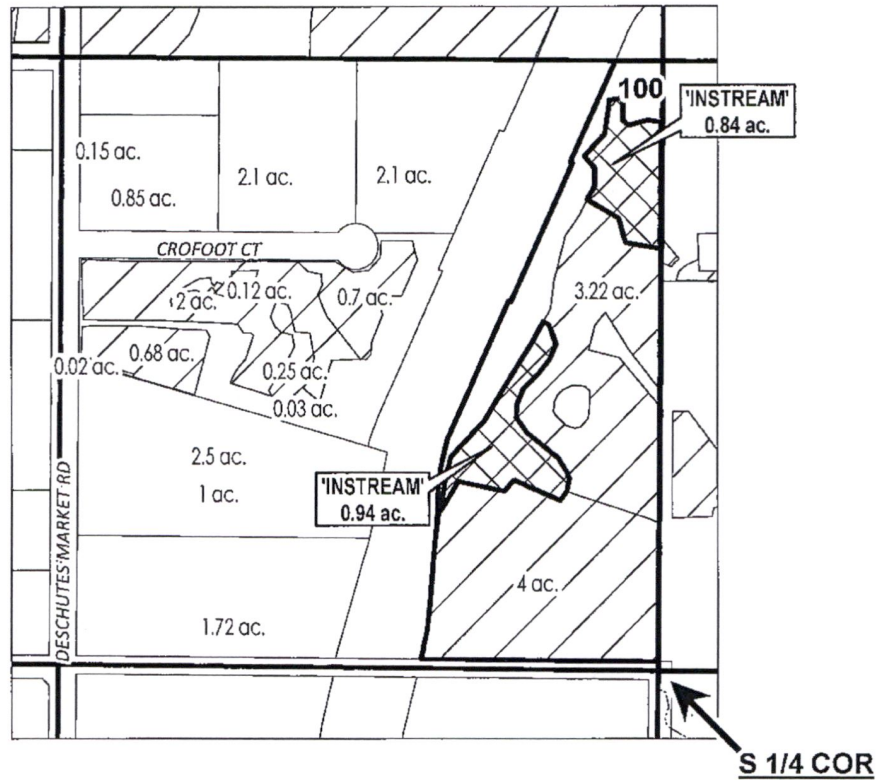 100
'INSTREAM'
0.84 ac.
0.15 ac.
0.85 ac.
2.1 ac.
2.1 ac.
CROFOOT CT
2 ac.
0.12 ac.
0.7 ac.
3.22 ac.
0.02 ac.
0.68 ac.
0.25 ac.
0.03 ac.
2.5 ac.
1 ac.
'INSTREAM'
0.94 ac.
DESCHUTES MARKET RD
4 ac.
1.72 ac.
S 1/4 COR